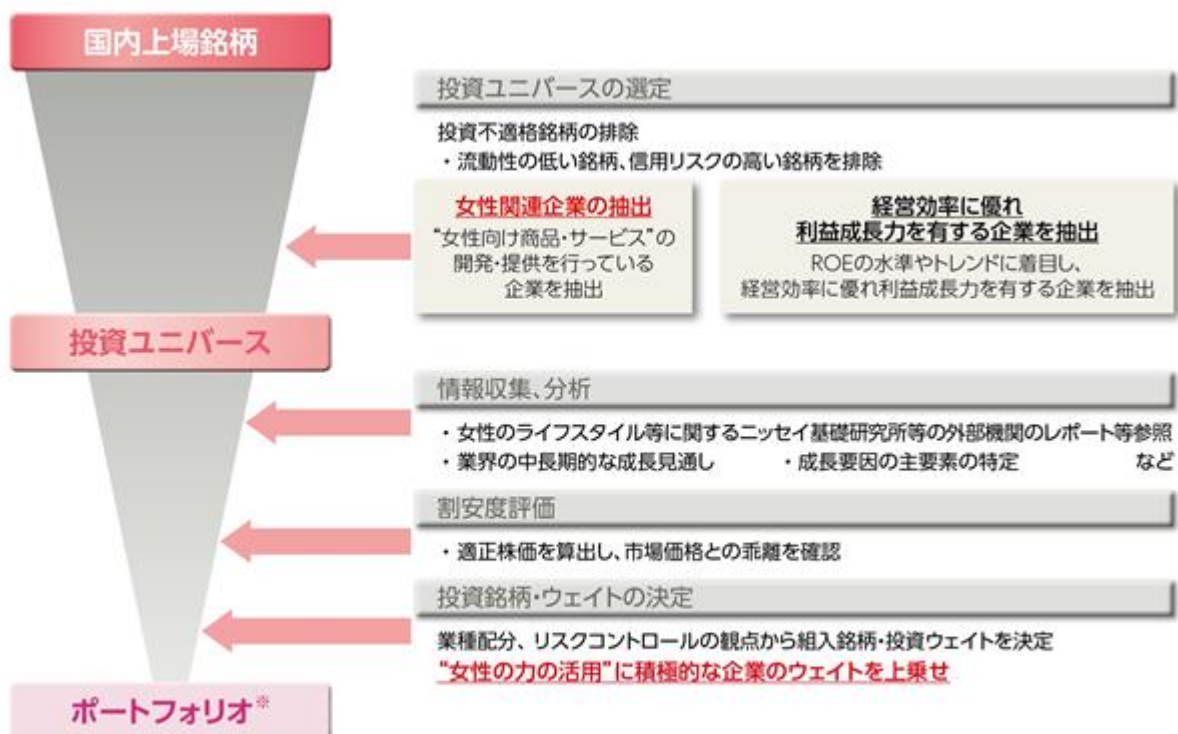 国内上場銘柄
投資ユニバースの選定
投資不適格銘柄の排除
・流動性の低い銘柄、信用リスクの高い銘柄を排除
女性関連企業の抽出
“女性向け商品・サービス”の
開発・提供を行っている
企業を抽出
経営効率に優れ
利益成長力を有する企業を抽出
ROEの水準やトレンドに着目し、
経営効率に優れ利益成長力を有する企業を抽出
投資ユニバース
情報収集、分析
・女性のライフスタイル等に関するニッセイ基礎研究所等の外部機関のレポート等参照
・業界の中長期的な成長見通し ・成長要因の主要素の特定 など
割安度評価
・適正株価を算出し、市場価格との乖離を確認
投資銘柄・ウェイトの決定
業種配分、リスクコントロールの観点から組入銘柄・投資ウェイトを決定
“女性の力の活用”に積極的な企業のウェイトを上乗せ
ポートフォリオ※